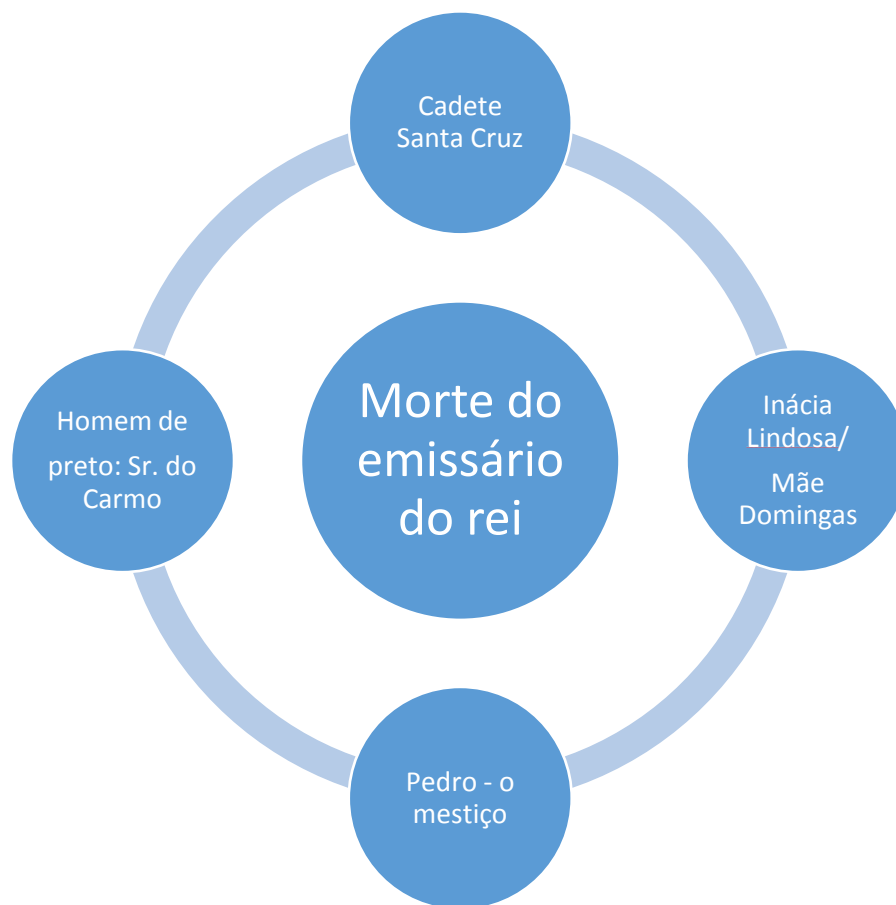 Cadete
Santa Cruz
Homem de
preto: Sr. do
Carmo
Morte do
emissário
do rei
Inácia
Lindosa/
Mãe
Domingas
Pedro - o
mestiço